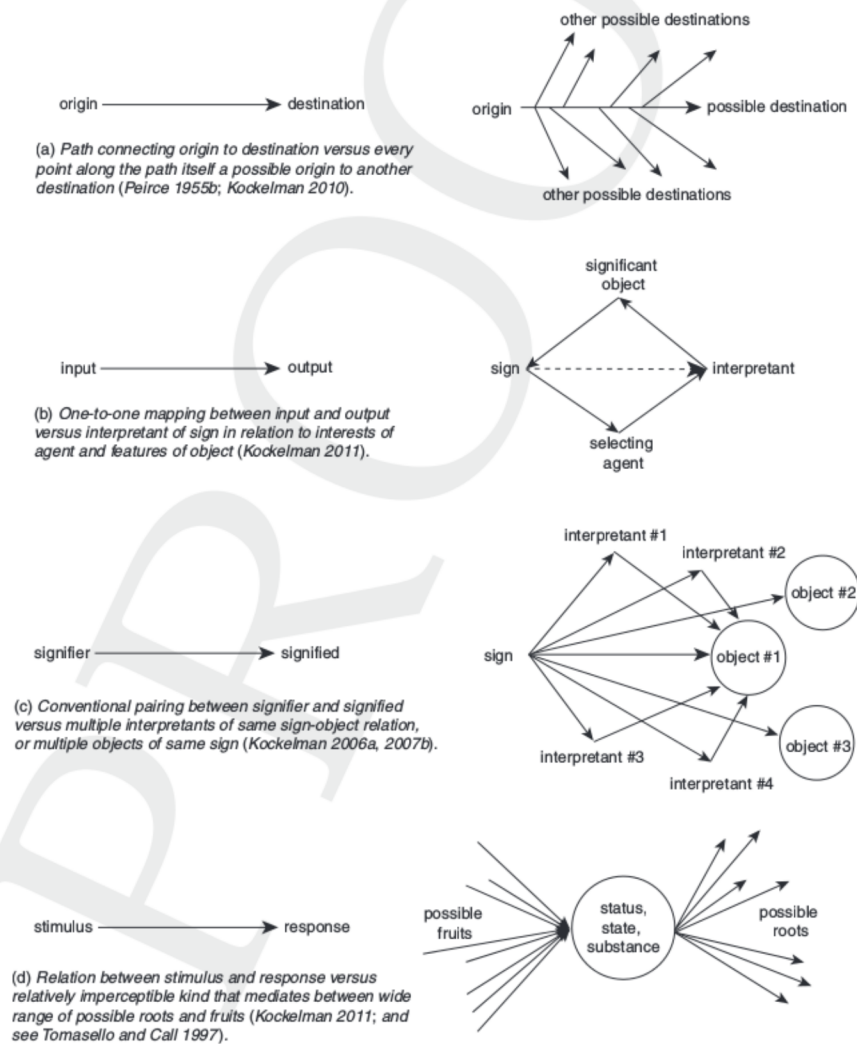 other possible destinations
origin
destination
origin
possible destination
other possible destinations
(a) Path connecting origin to destination versus every
point along the path itself a possible origin to another
destination (Peirce 1955b; Kockelman 2010).
significant
object
input
output
sign
interpretant
selecting
agent
(b) One-to-one mapping between input and output
versus interpretant of sign in relation to interests of
agent and features of object (Kockelman 2011).
interpretant #1
interpretant #2
object #2
signifier
signified
sign
object #1
object #3
interpretant #3
interpretant #4
(c) Conventional pairing between signifier and signified
versus multiple interpretants of same sign-object relation,
or multiple objects of same sign (Kockelman 2006a, 2007b).
stimulus
response
possible
fruits
status,
state,
substance
possible
roots
(d) Relation between stimulus and response versus
relatively imperceptible kind that mediates between wide
range of possible roots and fruits (Kockelman 2011; and
see Tomasello and Call 1997).
PROO